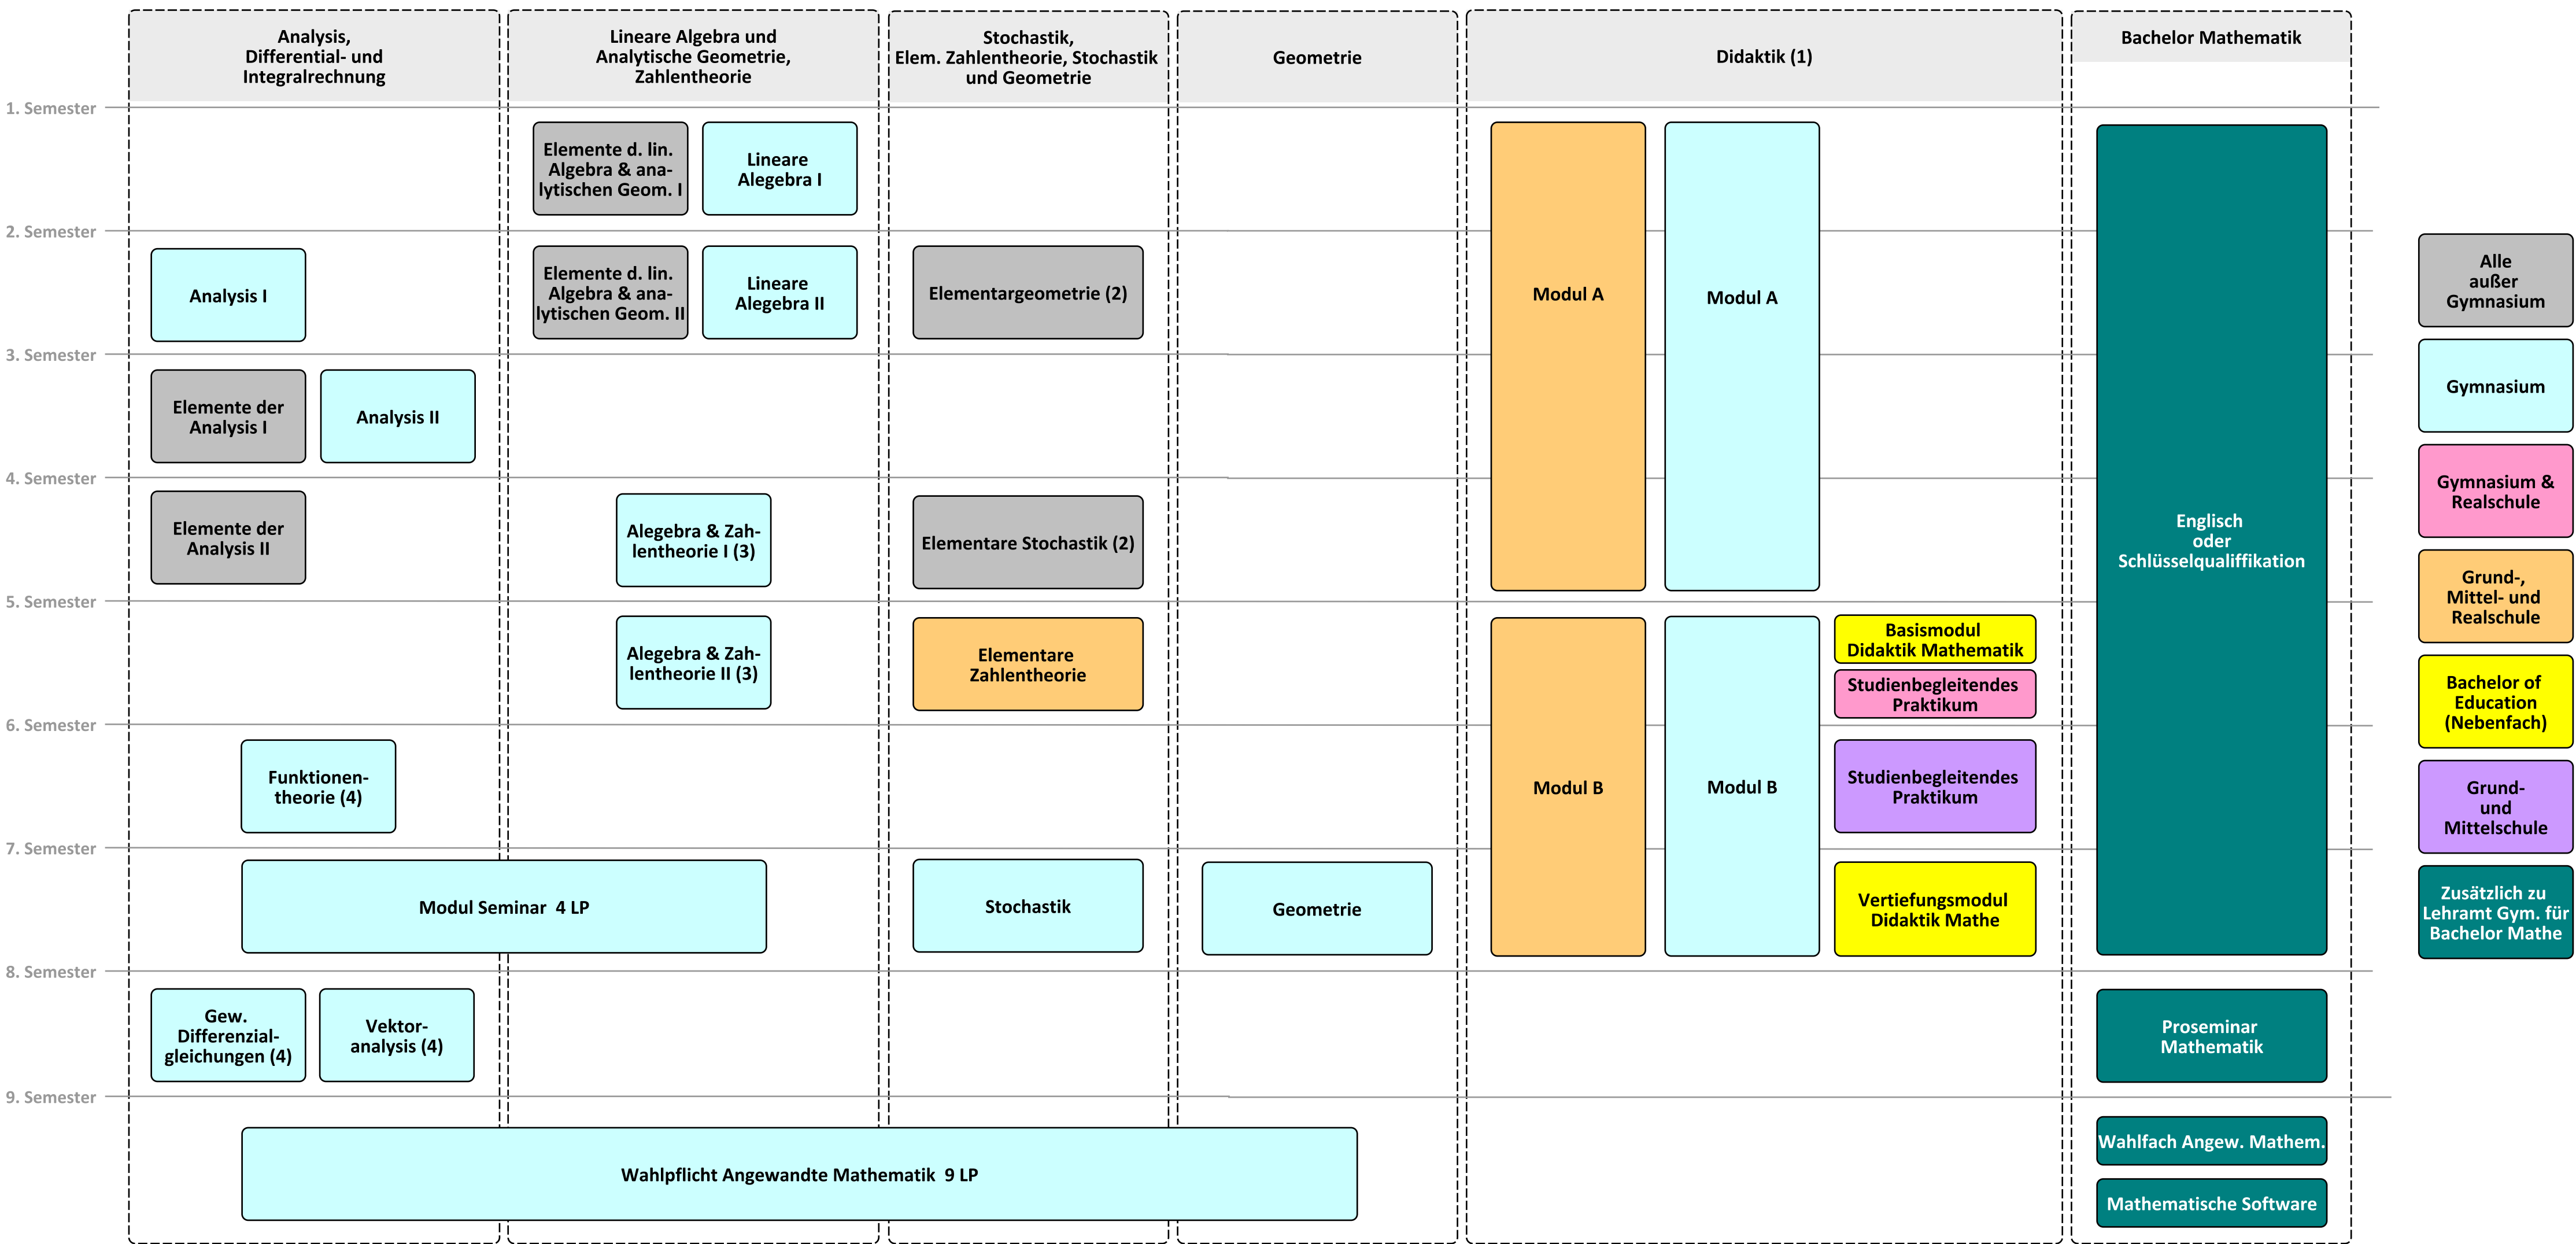 Analysis,
Differential- und
Integralrechnung
Lineare Algebra und
Analytische Geometrie,
Zahlentheorie
Stochastik,
Elem. Zahlentheorie, Stochastik
und Geometrie
Geometrie
Didaktik (1)
Bachelor Mathematik
1. Semester
Elemente d. lin.
Algebra & ana-
lytischen Geom. I
Lineare
Alegebra I
Modul A
Modul A
Englisch
oder
Schlüsselqualiffikation
2. Semester
Analysis I
Elemente d. lin.
Algebra & ana-
lytischen Geom. II
Lineare
Alegebra II
Elementargeometrie (2)
3. Semester
Elemente der
Analysis I
Analysis II
4. Semester
Elemente der
Analysis II
Alegebra & Zah-
lentheorie I (3)
Elementare Stochastik (2)
5. Semester
Alegebra & Zah-
lentheorie II (3)
Elementare
Zahlentheorie
Modul B
Modul B
Basismodul
Didaktik Mathematik
Studienbegleitendes
Praktikum
6. Semester
Funktionen-
theorie (4)
Studienbegleitendes
Praktikum
7. Semester
Modul Seminar 4 LP
Stochastik
Geometrie
Vertiefungsmodul
Didaktik Mathe
8. Semester
Gew.
Differenzial-
gleichungen (4)
Vektor-
analysis (4)
Proseminar
Mathematik
9. Semester
Wahlpflicht Angewandte Mathematik 9 LP
Wahlfach Angew. Mathem.
Mathematische Software
Alle
außer
Gymnasium
Gymnasium
Gymnasium &
Realschule
Grund-,
Mittel- und
Realschule
Bachelor of
Education
(Nebenfach)
Grund-
und
Mittelschule
Zusätzlich zu
Lehramt Gym. für
Bachelor Mathe